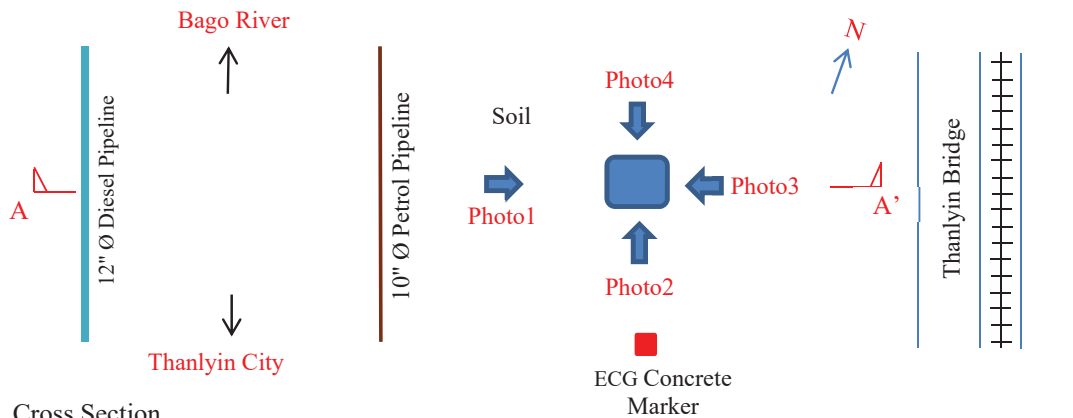 Bago River
N
Photo4
12" Ø Diesel Pipeline
10" Ø Petrol Pipeline
Soil
Thanlyin Bridge
Photo3
A
Photo1
A’
Photo2
Thanlyin City
ECG Concrete
Marker
Cross Section